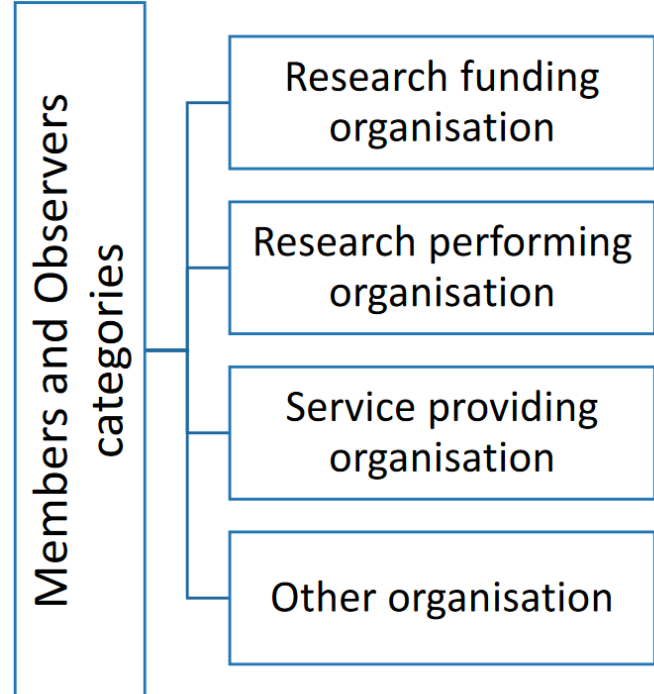 Members and Observers
categories
Research funding
organisation
Research performing
organisation
Service providing
organisation
Other organisation